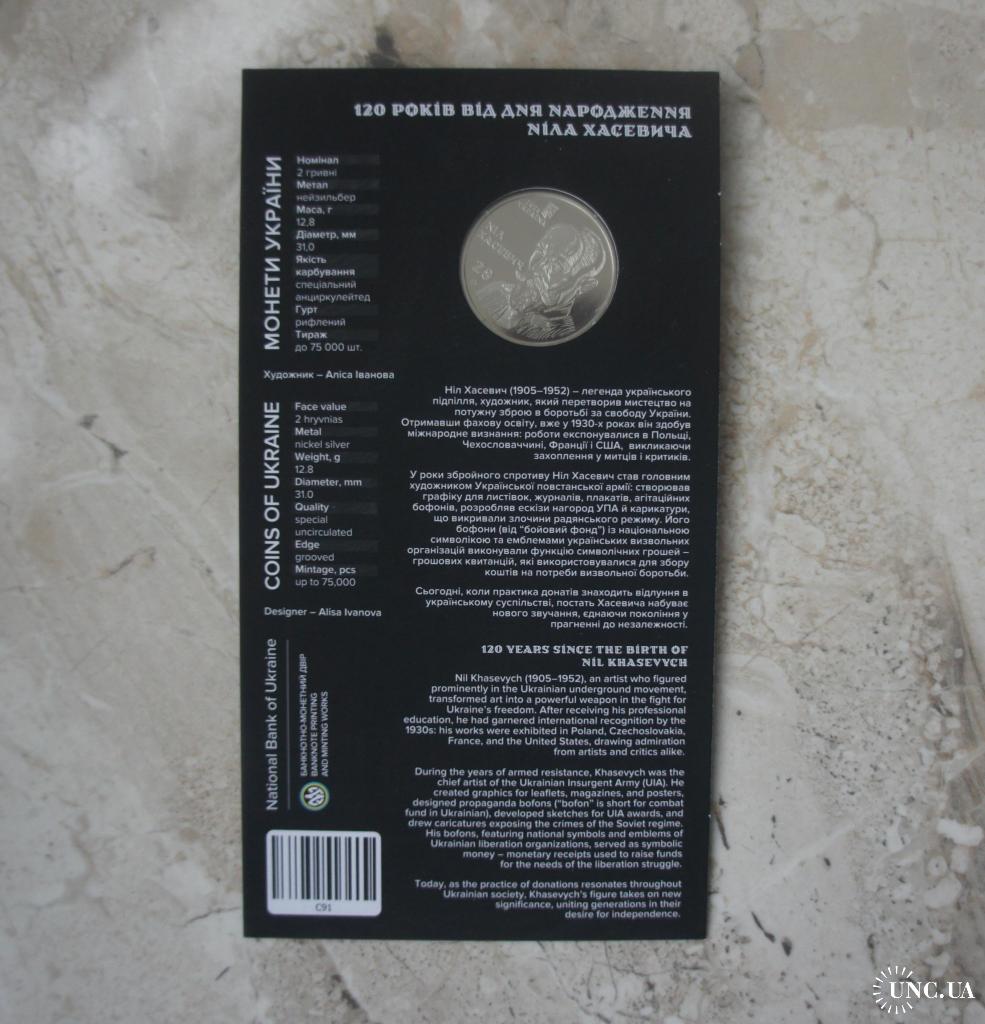 120 РОКІВ ВІД ДНЯ НАРОДЖЕННЯ
НІЛА ХАСЕВИЧА
МОНЕТИ УКРАЇНИ
Номінал
2 гривні
Метал
нейзильбер
Маса, г
12,8
Діаметр, мм
31,0
Якість
карбування
спеціальний
анциркулейтед
Гурт
рифлений
Тираж
до 75 000 шт.
Художник – Аліса Іванова
НІЛ
ХАСЕВИЧ
Ніл Хасевич (1905–1952) – легенда українського
підпілля, художник, який перетворив мистецтво на
потужну зброю в боротьбі за свободу України.
Отримавши фахову освіту, вже у 1930-х роках він здобув
міжнародне визнання: роботи експонувалися в Польщі,
Чехословаччині, Франції і США, викликаючи
захоплення у митців і критиків.
У роки збройного спротиву Ніл Хасевич став головним
художником Української повстанської армії: створював
графіку для листівок, журналів, плакатів, агітаційних
бофонів, розробляв ескізи нагород УПА й карикатури,
що викривали злочини радянського режиму. Його
бофони (від “бойовий фонд”) із національною
символікою та емблемами українських визвольних
організацій виконували функцію символічних грошей –
грошових квитанцій, які використовувалися для збору
коштів на потреби визвольної боротьби.
Сьогодні, коли практика донатів знаходить відлуння в
українському суспільстві, постать Хасевича набуває
нового звучання, єднаючи покоління у
прагненні до незалежності.
COINS OF UKRAINE
Face value
2 hryvnias
Metal
nickel silver
Weight, g
12.8
Diameter, mm
31.0
Quality
special
uncirculated
Edge
grooved
Mintage, pcs
up to 75,000
Designer – Alisa Ivanova
120 YEARS SINCE THE BIRTH OF
NIL KHASEVYCH
Nil Khasevych (1905–1952), an artist who figured
prominently in the Ukrainian underground movement,
transformed art into a powerful weapon in the fight for
Ukraine’s freedom. After receiving his professional
education, he had garnered international recognition by the
1930s: his works were exhibited in Poland, Czechoslovakia,
France, and the United States, drawing admiration
from artists and critics alike.
During the years of armed resistance, Khasevych was the
chief artist of the Ukrainian Insurgent Army (UIA). He
created graphics for leaflets, magazines, and posters,
designed propaganda bofons (“bofon” is short for combat
fund in Ukrainian), developed sketches for UIA awards, and
drew caricatures exposing the crimes of the Soviet regime.
His bofons, featuring national symbols and emblems of
Ukrainian liberation organizations, served as symbolic
money – monetary receipts used to raise funds
for the needs of the liberation struggle.
Today, as the practice of donations resonates throughout
Ukrainian society, Khasevych’s figure takes on new
significance, uniting generations in their
desire for independence.
National Bank of Ukraine
БАНКНОТНО-МОНЕТНИЙ ДВІР
BANKNOTE PRINTING
AND MINTING WORKS
C91
UNC.UA